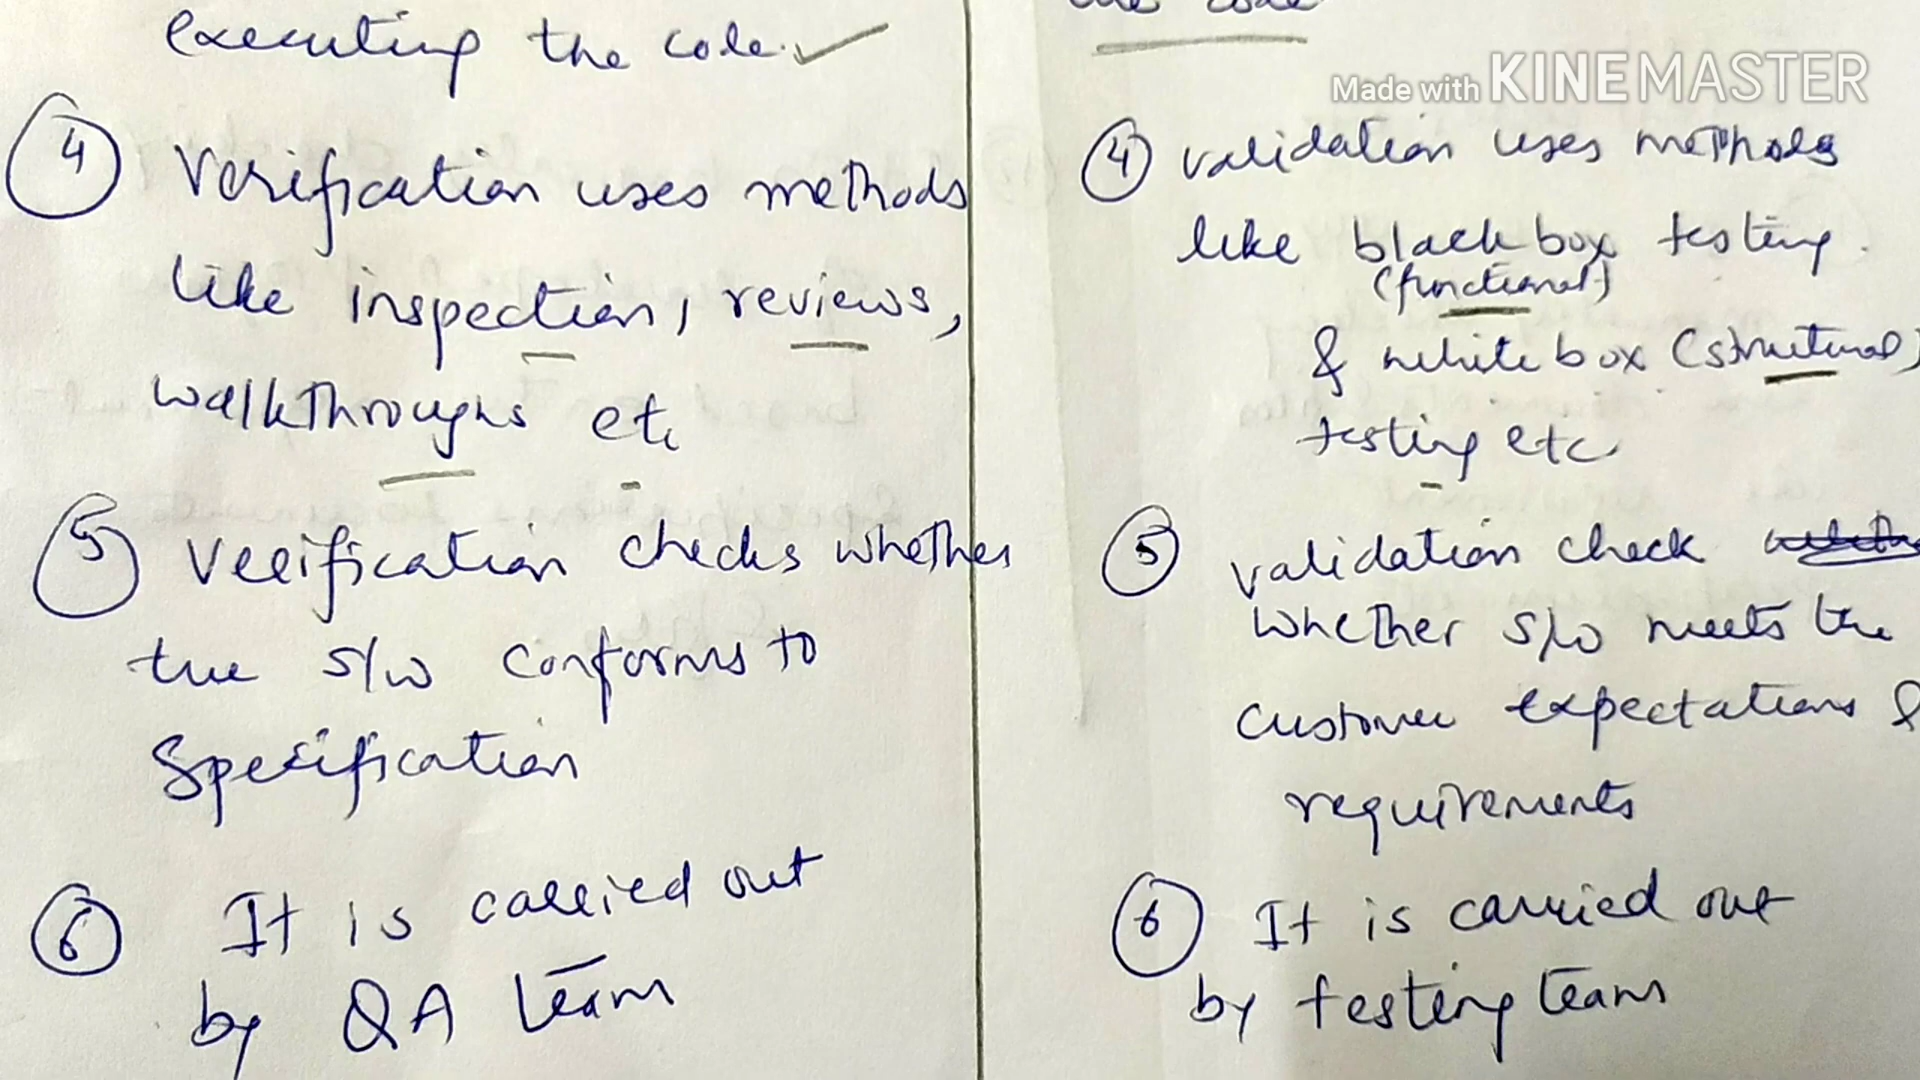 executing the code.
④ Verification uses methods
like inspection, reviews,
walkthroughs etc
⑤ Verification checks whether
the s/w conforms to
Specification
⑥ It is carried out
by QA team
code
Made with KINEMASTER
④ validation uses methods
like black box testing.
(functional)
& white box (structural)
testing etc
⑤ validation check
whether s/w meets the
customer expectations &
requirements
⑥ It is carried out
by testing team